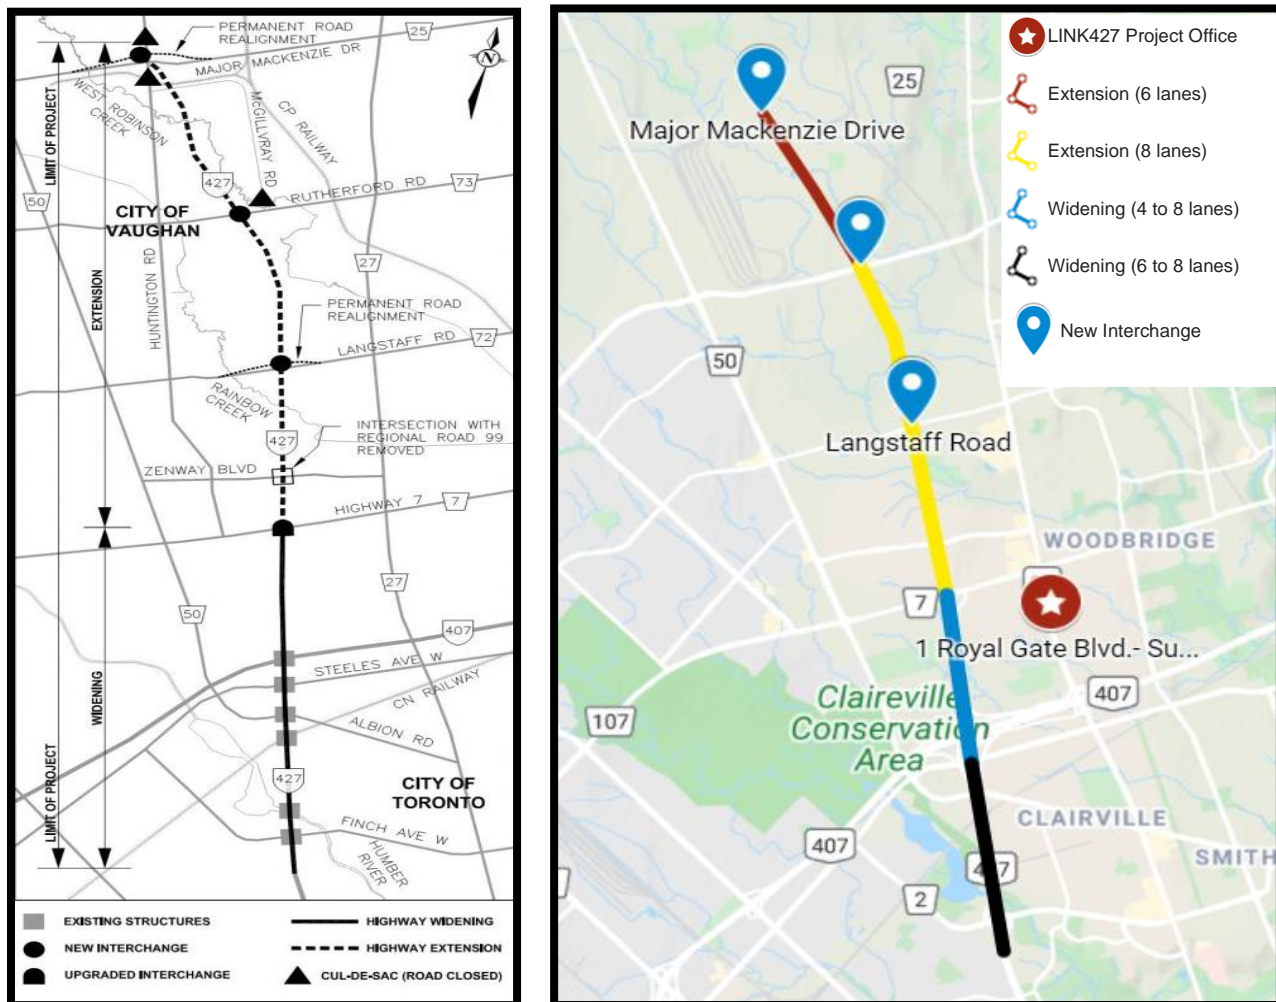 PERMANENT ROAD
REALIGNMENT
25
MAJOR MACKENZIE DR
N
WEST ROBINSON
CREEK
McGILLVRAY RD
CP RAILWAY
LIMIT OF PROJECT
50
427
RUTHERFORD RD
73
CITY OF
VAUGHAN
HUNTINGTON RD
27
EXTENSION
PERMANENT ROAD
REALIGNMENT
LANGSTAFF RD
72
RAINBOW
CREEK
427
INTERSECTION WITH
REGIONAL ROAD 99
REMOVED
ZENWAY BLVD
HIGHWAY 7
7
27
50
407
STEELES AVE W
CN RAILWAY
WIDENING
ALBION RD
427
CITY OF
TORONTO
LIMIT OF PROJECT
FINCH AVE W
HUMBER
RIVER
EXISTING STRUCTURES
HIGHWAY WIDENING
NEW INTERCHANGE
HIGHWAY EXTENSION
UPGRADED INTERCHANGE
CUL-DE-SAC (ROAD CLOSED)
LINK427 Project Office
Extension (6 lanes)
Extension (8 lanes)
Widening (4 to 8 lanes)
Widening (6 to 8 lanes)
New Interchange
25
Major Mackenzie Drive
50
Langstaff Road
WOODBRIDGE
7
1 Royal Gate Blvd.- Su...
407
107
Claireville
Conservation
Area
CLAIRVILLE
407
SMITH
2